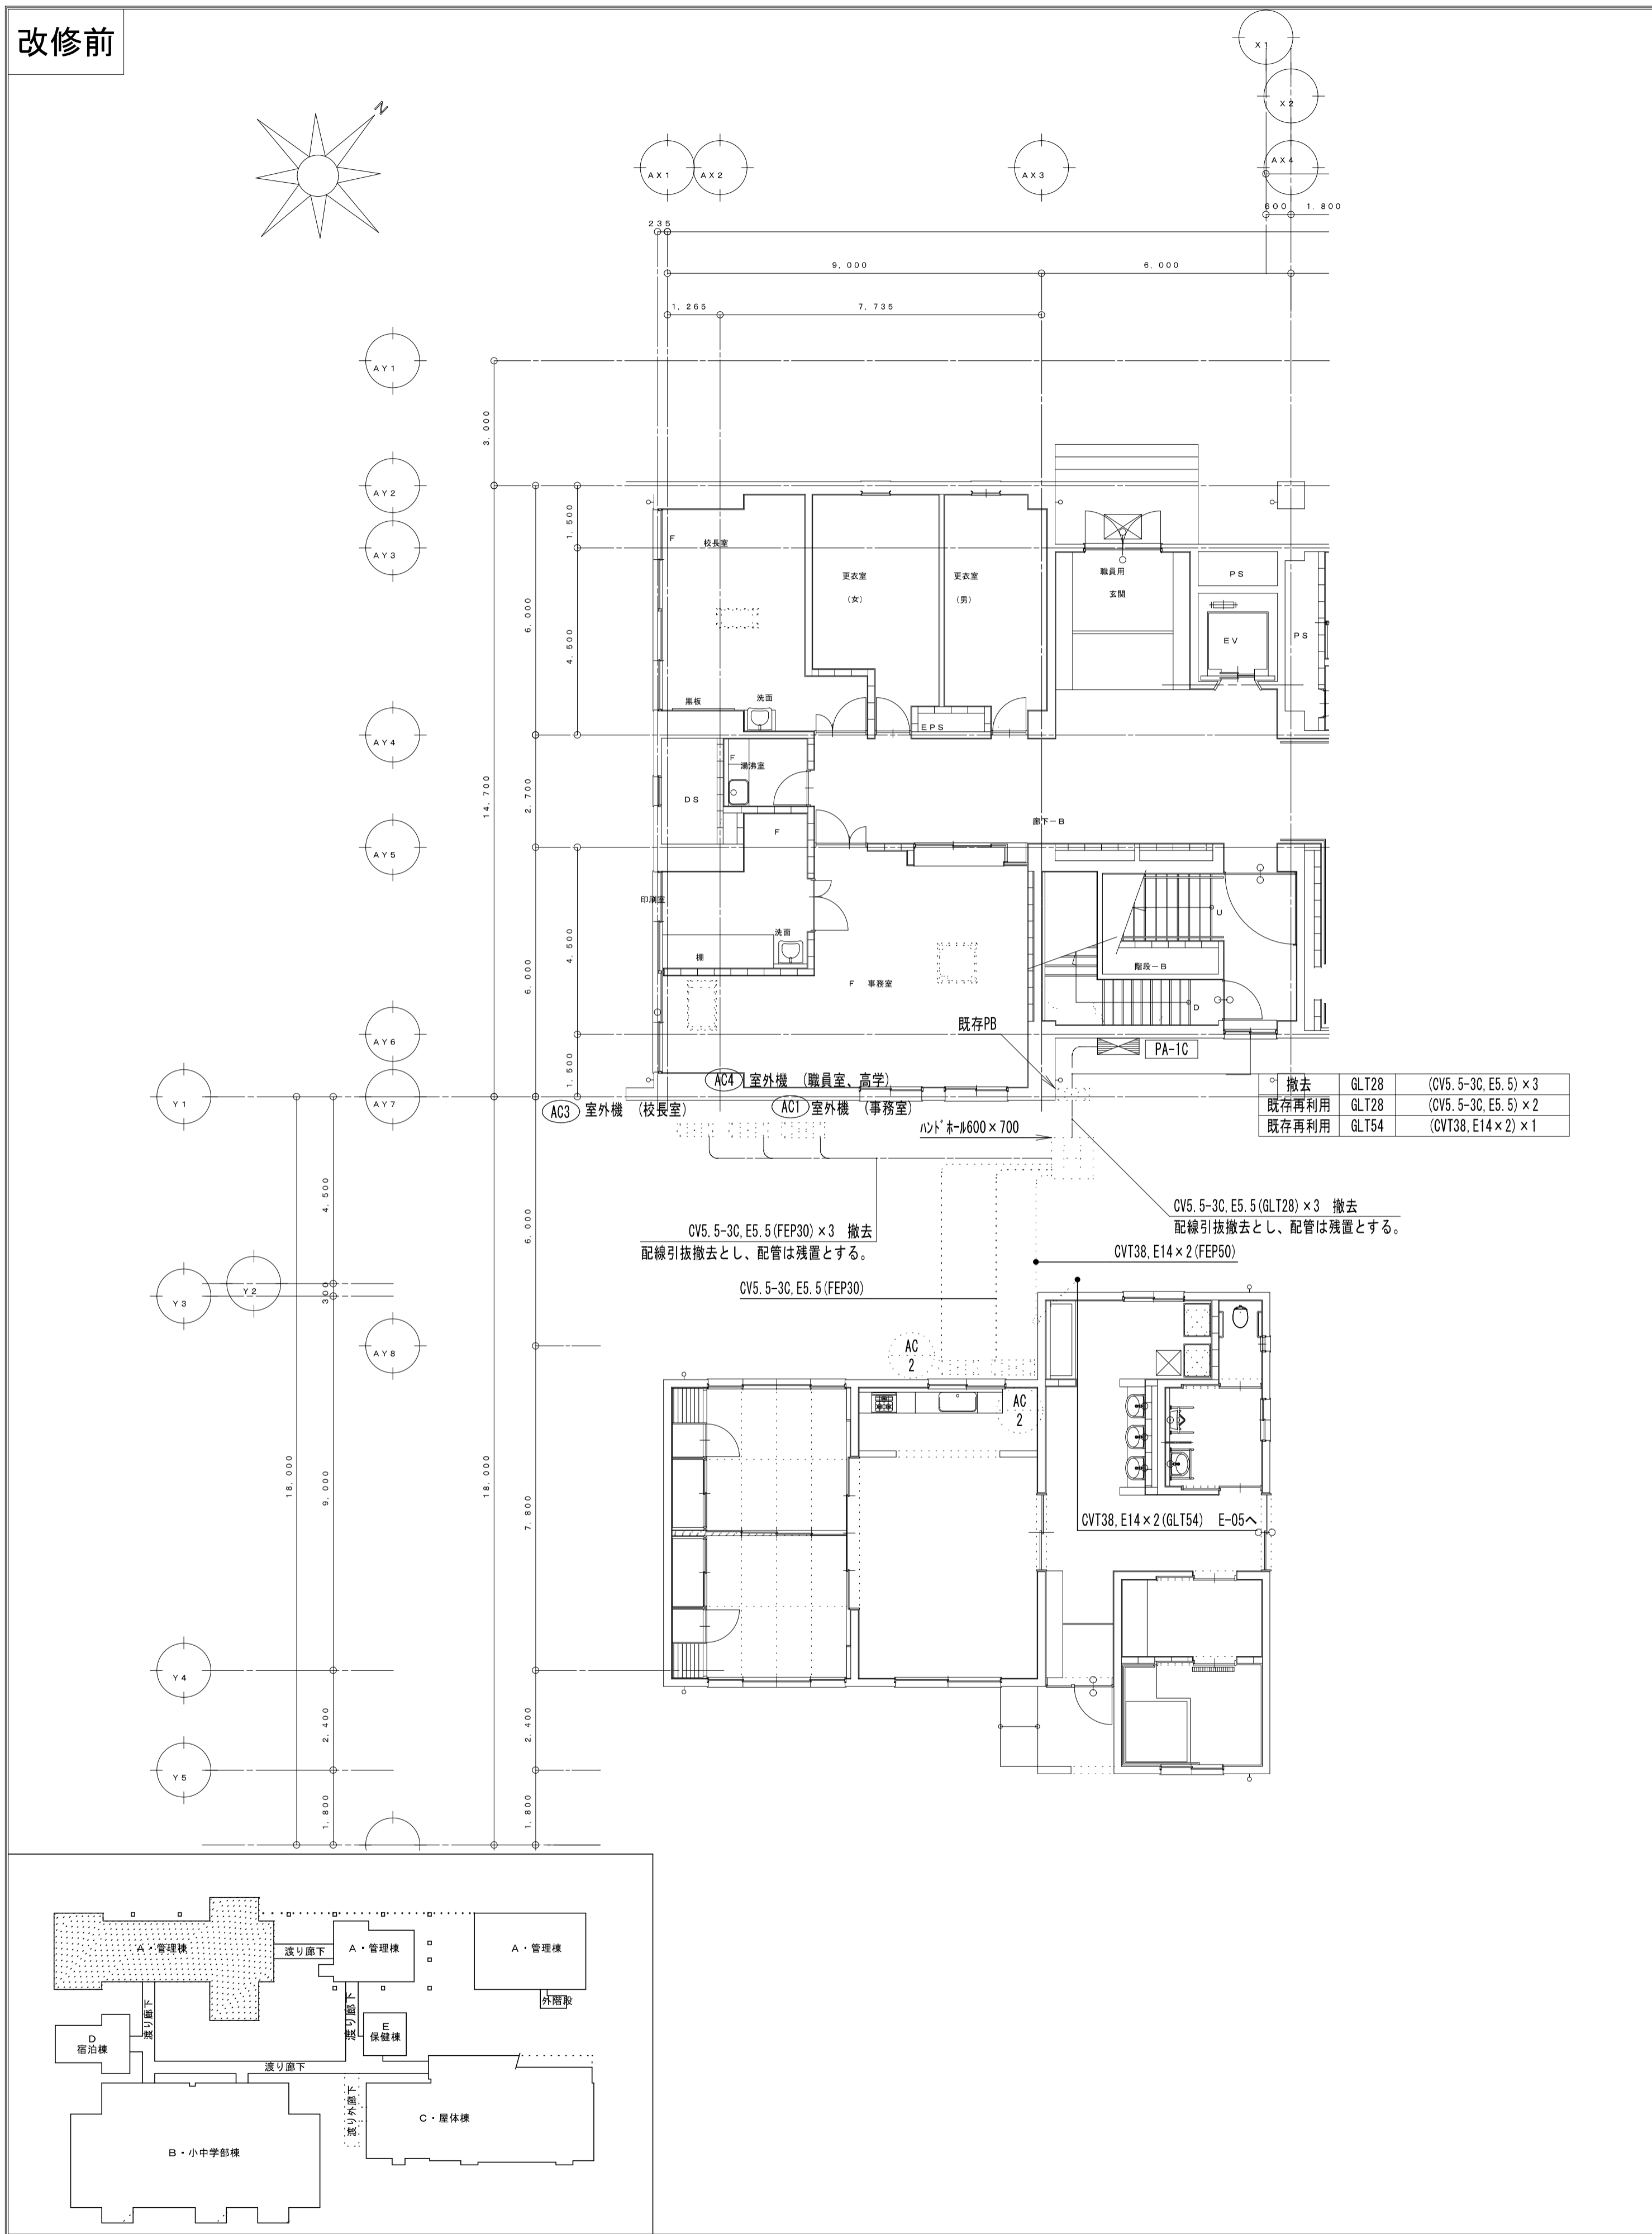 改修前
N
X1
X2
AX1
AX2
AX3
AX4
600
1,800
235
9,000
6,000
1,265
7,735
AY1
3,000
AY2
AY3
1,500
6,000
4,500
AY4
14,700
2,700
AY5
4,500
6,000
AY6
1,500
Y1
AY7
F
校長室
更衣室
(女)
更衣室
(男)
職員用
玄関
PS
EV
PS
黒板
洗面
EPS
F
湯沸室
DS
F
廊下-B
印刷室
洗面
棚
F 事務室
U
階段-B
D
既存PB
PA-1C
AC4 室外機 (職員室、高学)
AC3 室外機 (校長室)
AC1 室外機 (事務室)
撤去 GLT28 (CV5.5-3C,E5.5)×3
既存再利用 GLT28 (CV5.5-3C,E5.5)×2
既存再利用 GLT54 (CVT38,E14×2)×1
ハンドホール600×700
4,500
6,000
CV5.5-3C,E5.5(GLT28)×3 撤去
配線引抜撤去とし、配管は残置とする。
CV5.5-3C,E5.5(FEP30)×3 撤去
配線引抜撤去とし、配管は残置とする。
CVT38,E14×2(FEP50)
CV5.5-3C,E5.5(FEP30)
Y2
Y3
300
AY8
AC
2
AC
2
18,000
9,000
18,000
7,800
CVT38,E14×2(GLT54) E-05へ
Y4
2,400
2,400
Y5
1,800
1,800
A・管理棟
渡り廊下
A・管理棟
A・管理棟
外階段
渡り廊下
渡り廊下
D
宿泊棟
E
保健棟
渡り廊下
渡り外廊下
C・屋体棟
B・小中学部棟